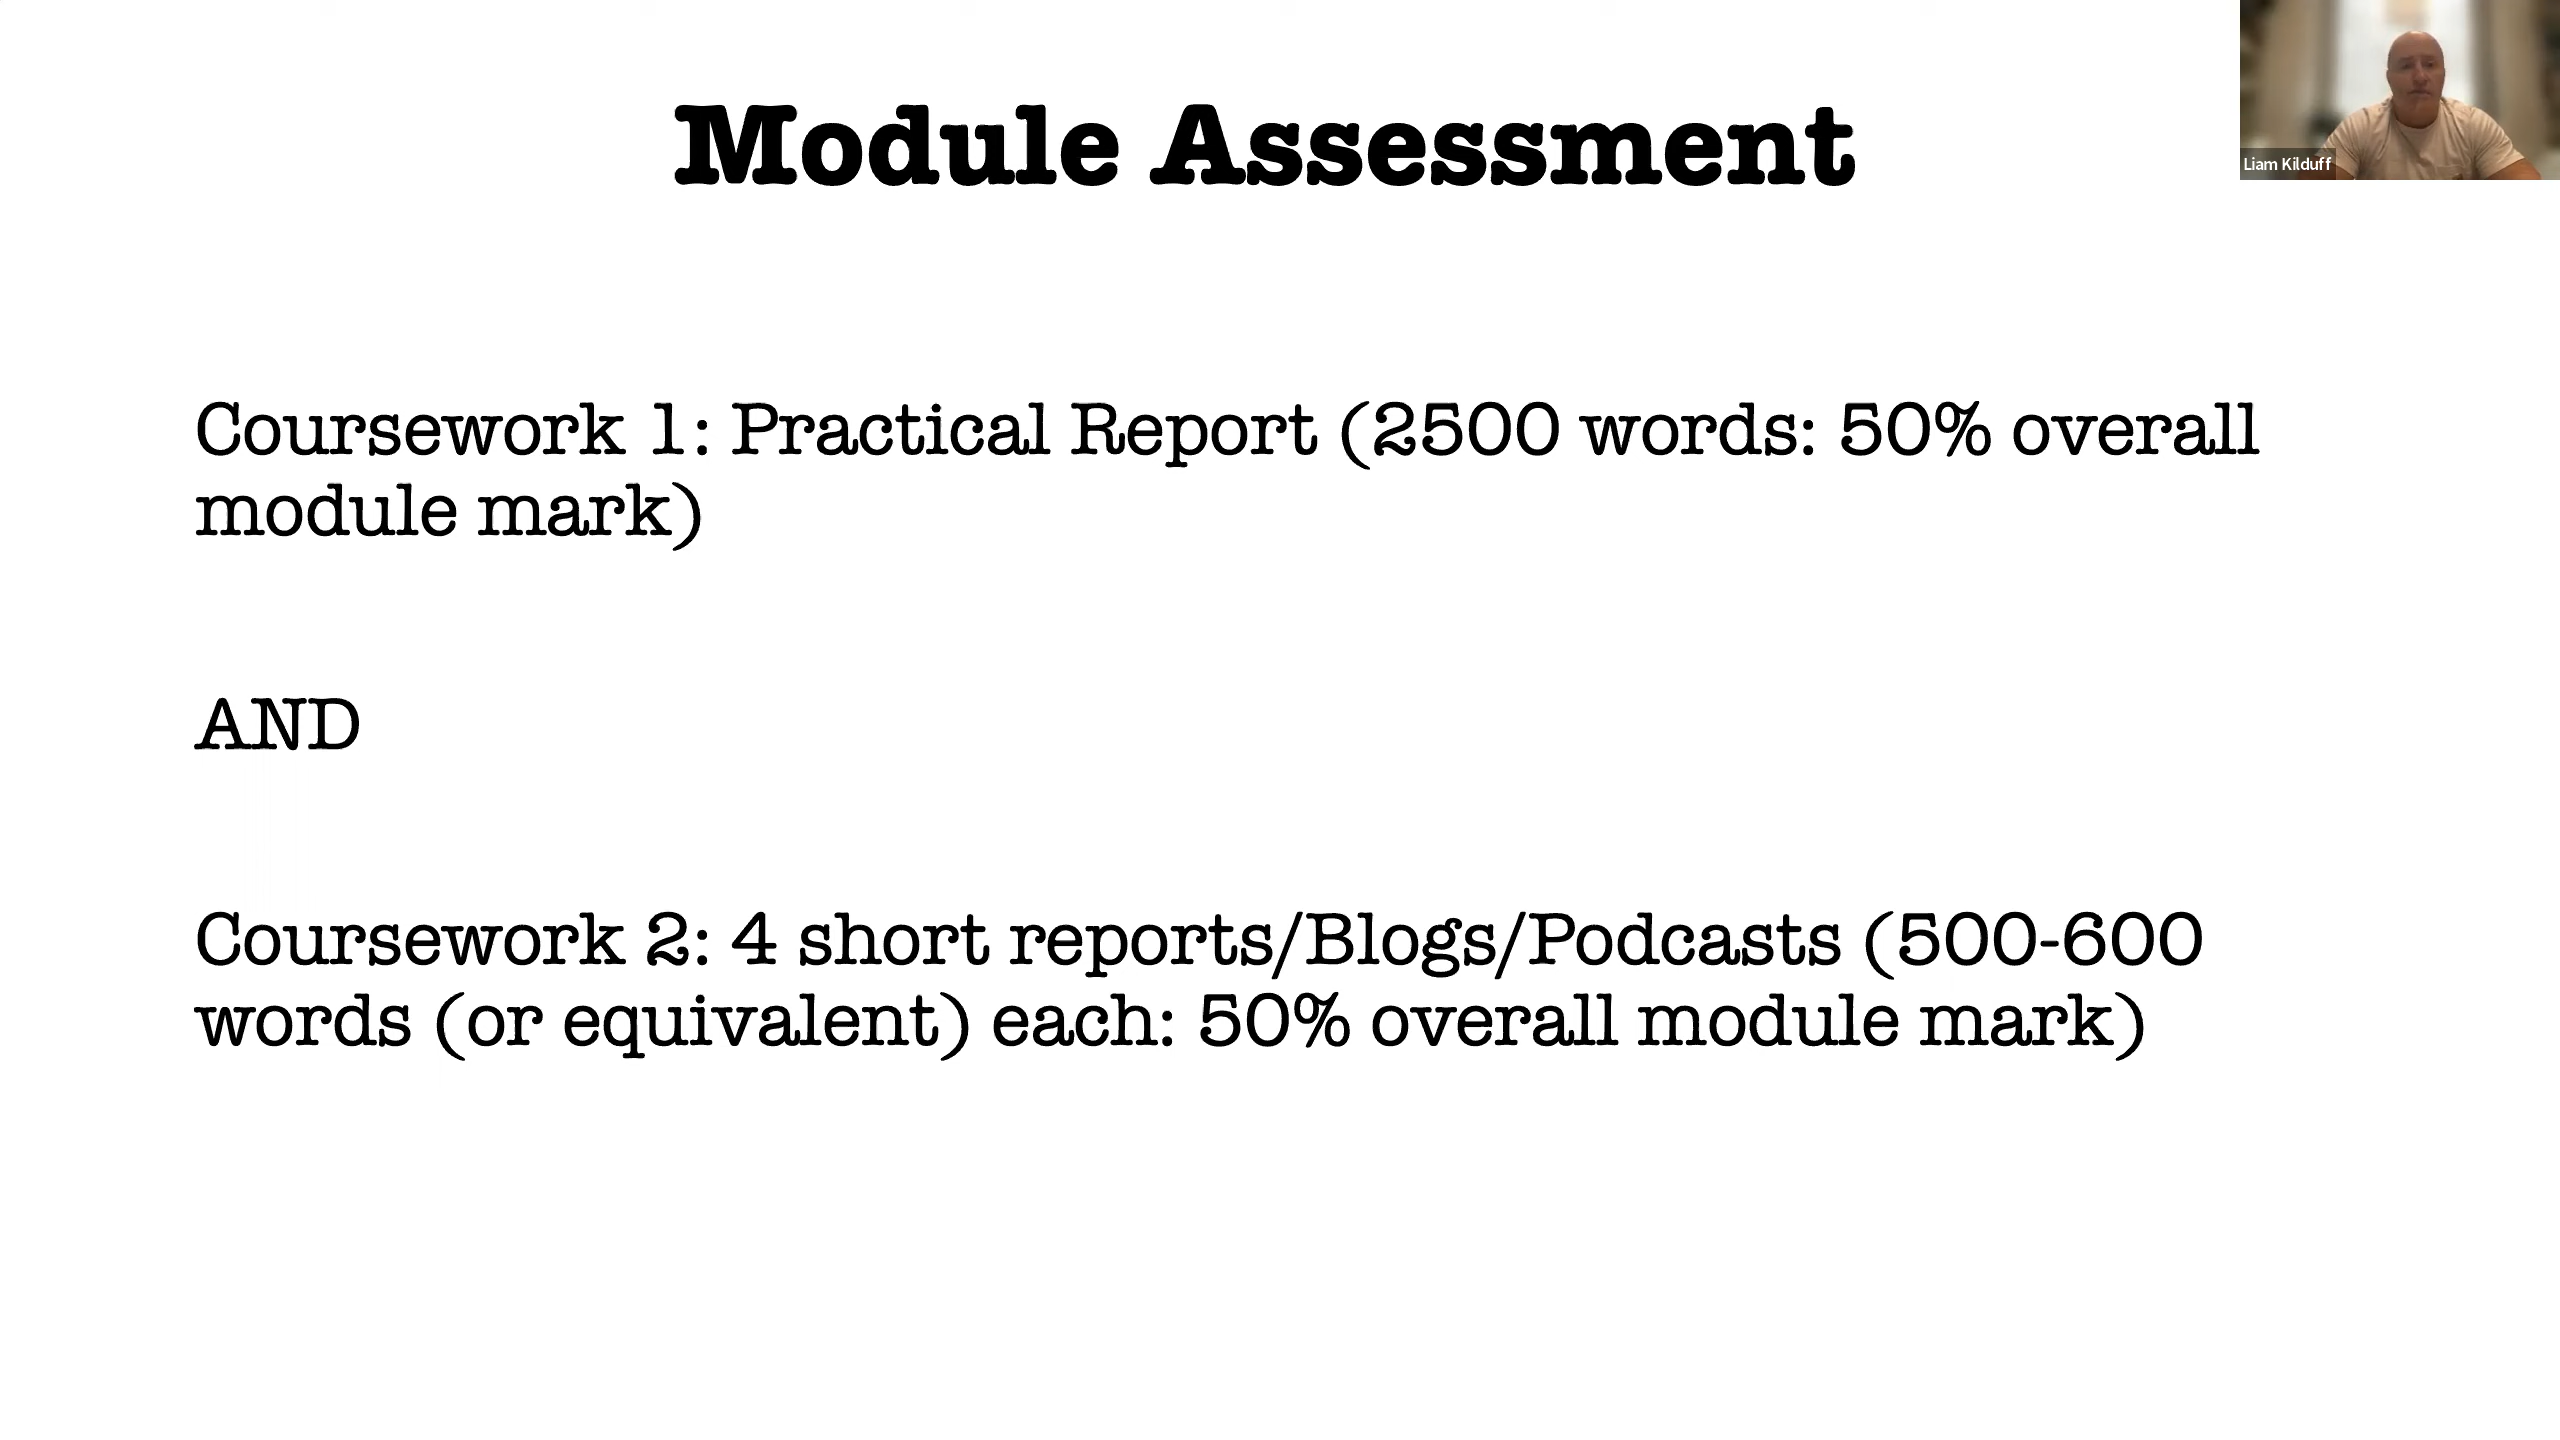 Module Assessment
Liam Kilduff
Coursework 1: Practical Report (2500 words: 50% overall
module mark)
AND
Coursework 2: 4 short reports/Blogs/Podcasts (500-600
words (or equivalent) each: 50% overall module mark)